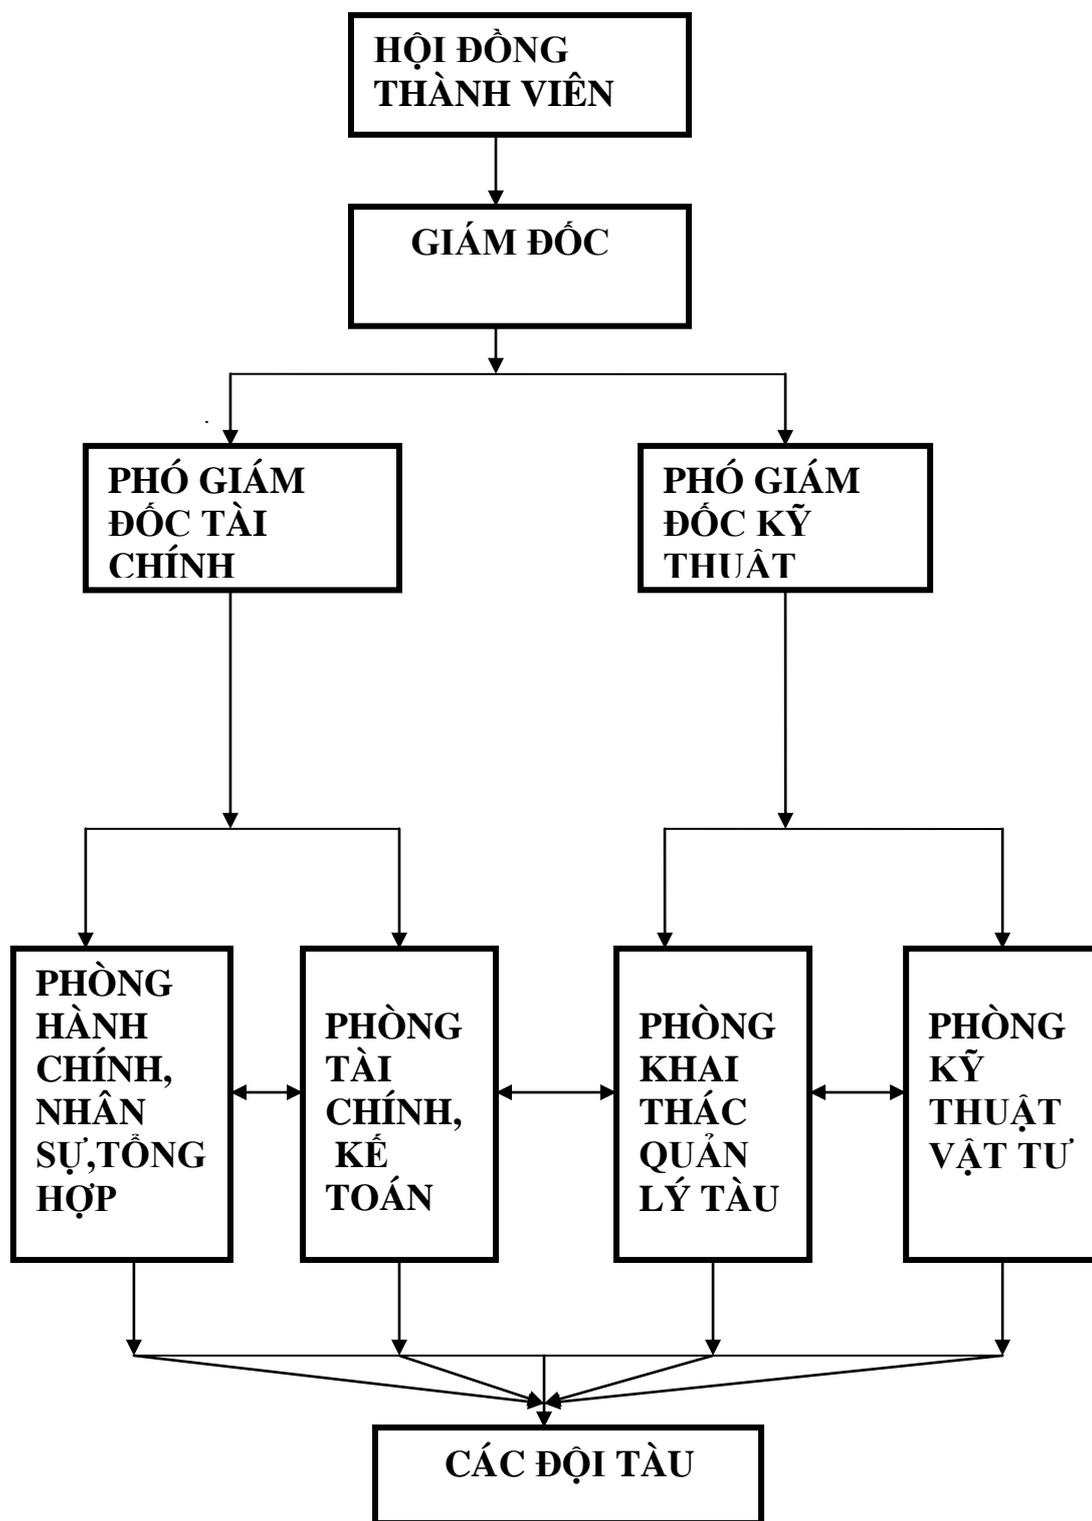 HỘI ĐỒNG
THÀNH VIÊN
GIÁM ĐỐC
PHÓ GIÁM
ĐỐC TÀI
CHÍNH
PHÓ GIÁM
ĐỐC KỸ
THUẬT
PHÒNG
HÀNH
CHÍNH,
NHÂN
SỰ,TỔNG
HỢP
PHÒNG
TÀI
CHÍNH,
KẾ
TOÁN
PHÒNG
KHAI
THÁC
QUẢN
LÝ TÀU
PHÒNG
KỸ
THUẬT
VẬT TƯ
CÁC ĐỘI TÀU